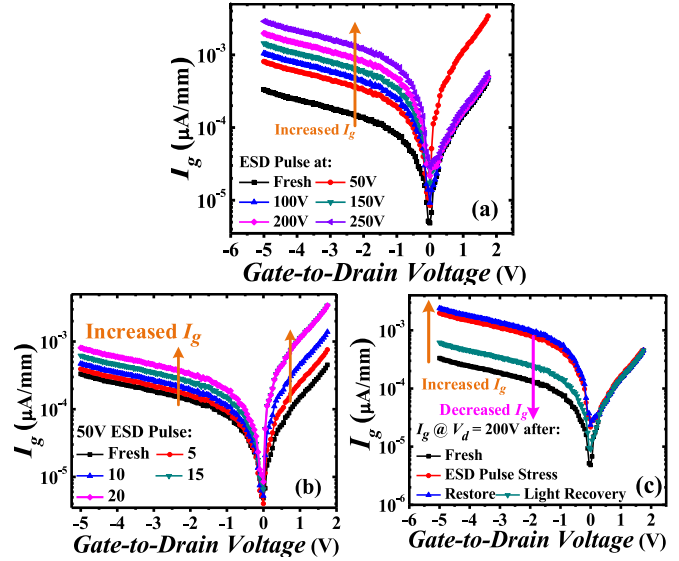 10⁻³
10⁻⁴
10⁻⁵
I_g (μA/mm)
Increased I_g
ESD Pulse at:
Fresh 50V
100V 150V
200V 250V
(a)
-6 -5 -4 -3 -2 -1 0 1 2
Gate-to-Drain Voltage (V)
10⁻³
10⁻⁴
10⁻⁵
I_g (μA/mm)
Increased I_g
50V ESD Pulse:
Fresh 5
10 15
20
(b)
-5 -4 -3 -2 -1 0 1 2
Gate-to-Drain Voltage (V)
10⁻³
10⁻⁴
10⁻⁵
10⁻⁶
I_g (μA/mm)
Increased I_g
Decreased I_g
I_g @ V_d = 200V after:
Fresh
ESD Pulse Stress
Restore Light Recovery
(c)
-6 -5 -4 -3 -2 -1 0 1 2
Gate-to-Drain Voltage (V)